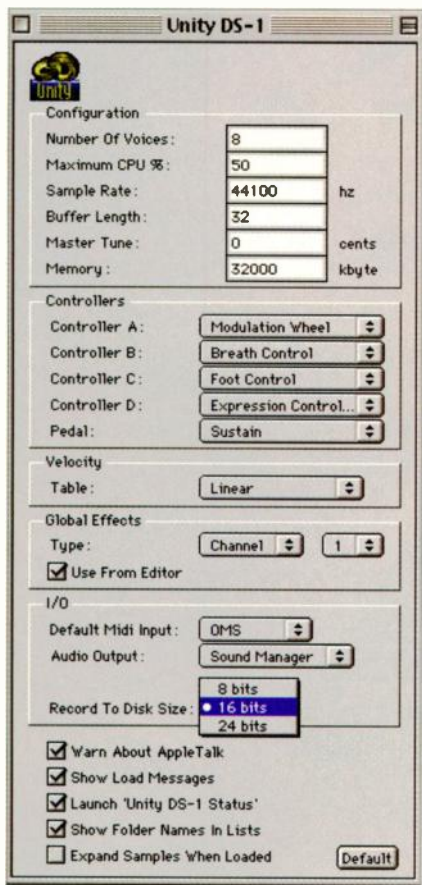 Unity DS-1
Unity
Configuration
Number Of Voices: 8
Maximum CPU %: 50
Sample Rate: 44100 hz
Buffer Length: 32
Master Tune: 0 cents
Memory: 32000 kbyte
Controllers
Controller A: Modulation Wheel
Controller B: Breath Control
Controller C: Foot Control
Controller D: Expression Control...
Pedal: Sustain
Velocity
Table: Linear
Global Effects
Type: Channel 1
Use From Editor
I/O
Default Midi Input: OMS
Audio Output: Sound Manager
8 bits
Record To Disk Size: 16 bits
24 bits
Warn About AppleTalk
Show Load Messages
Launch 'Unity DS-1 Status'
Show Folder Names In Lists
Expand Samples When Loaded Default